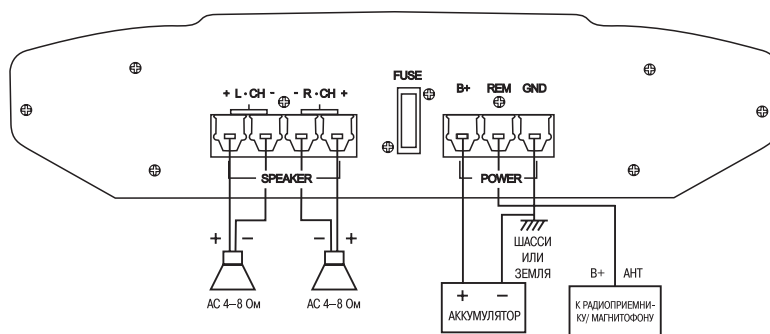 FUSE
+ L • CH - - R • CH +
B+ REM GND
SPEAKER
POWER
+ − − +
ШАССИ
ИЛИ
ЗЕМЛЯ
B+ АНТ
АС 4–8 Ом АС 4–8 Ом
+ −
АККУМУЛЯТОР
К РАДИОПРИЕМНИ-
КУ/ МАГНИТОФОНУ